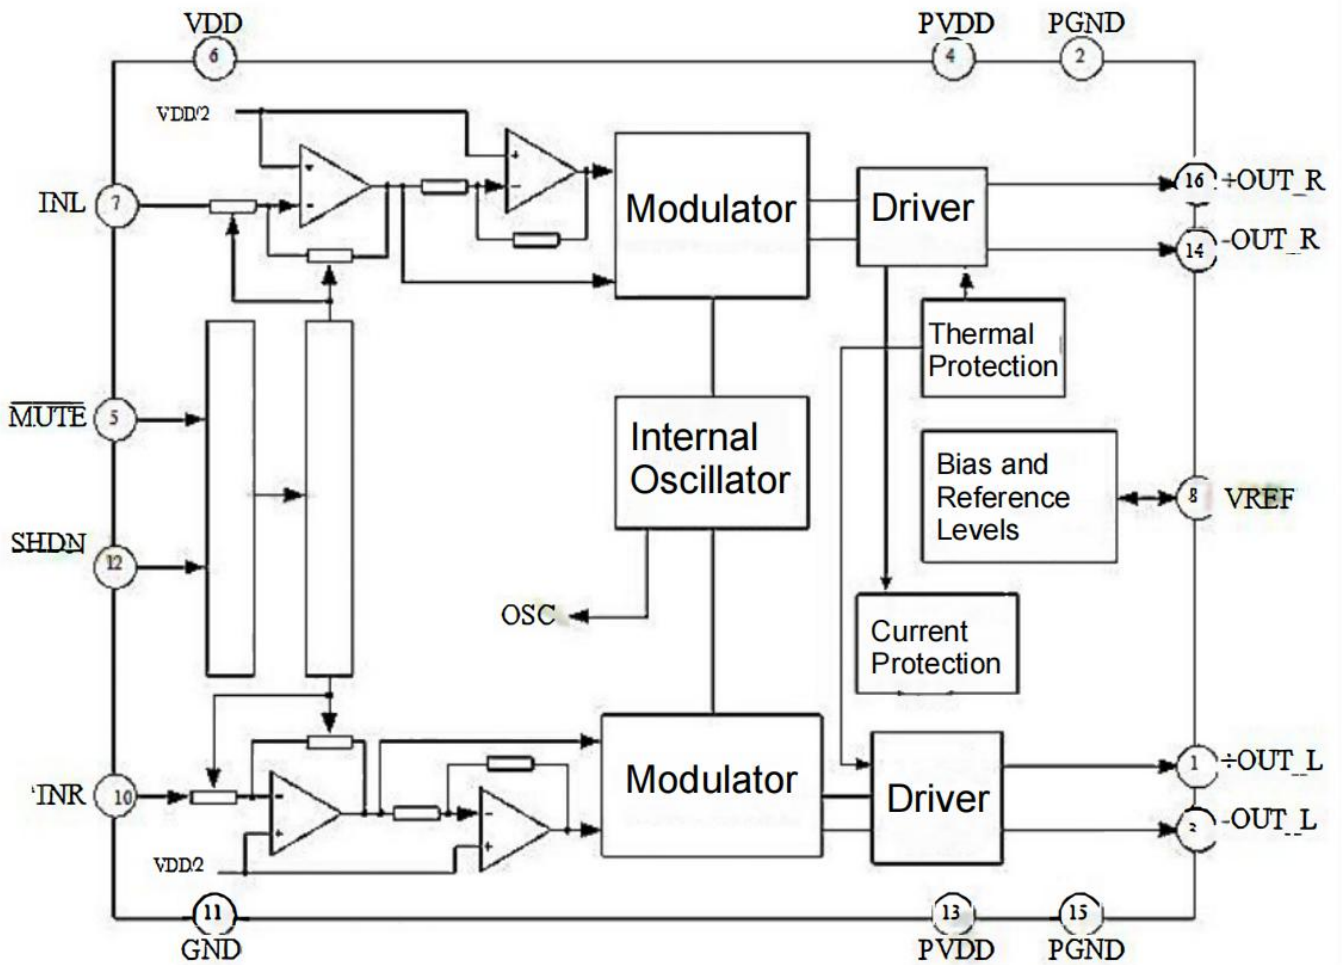 VDD
PVDD
PGND
6
4
2
VDD/2
+
-
-
INL
7
Modulator
Driver
16
+OUT_R
14
-OUT_R
Thermal
Protection
MUTE
5
Internal
Oscillator
Bias and
Reference
Levels
8
VREF
SHDN
12
OSC
Current
Protection
INR
10
-
+
-
+
Modulator
Driver
1
+OUT_L
-OUT_L
VDD/2
11
13
15
GND
PVDD
PGND